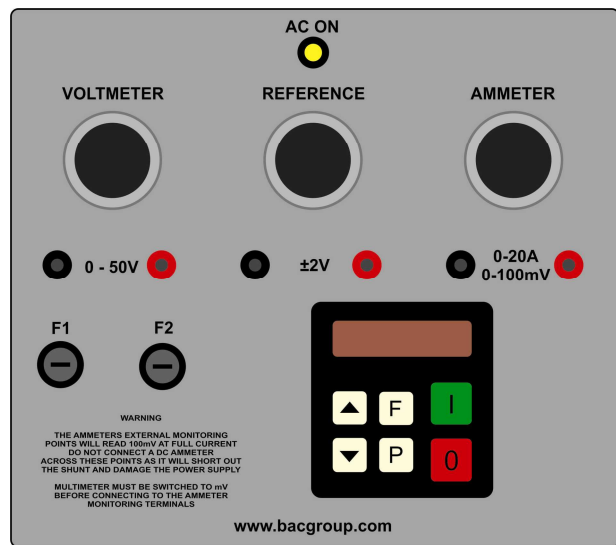 AC ON
VOLTMETER
REFERENCE
AMMETER
0 - 50V
±2V
0-20A
0-100mV
F1
F2
F
I
P
0
WARNING
THE AMMETERS EXTERNAL MONITORING
POINTS WILL READ 100mV AT FULL CURRENT
DO NOT CONNECT A DC AMMETER
ACROSS THESE POINTS AS IT WILL SHORT OUT
THE SHUNT AND DAMAGE THE POWER SUPPLY
MULTIMETER MUST BE SWITCHED TO mV
BEFORE CONNECTING TO THE AMMETER
MONITORING TERMINALS
www.bacgroup.com